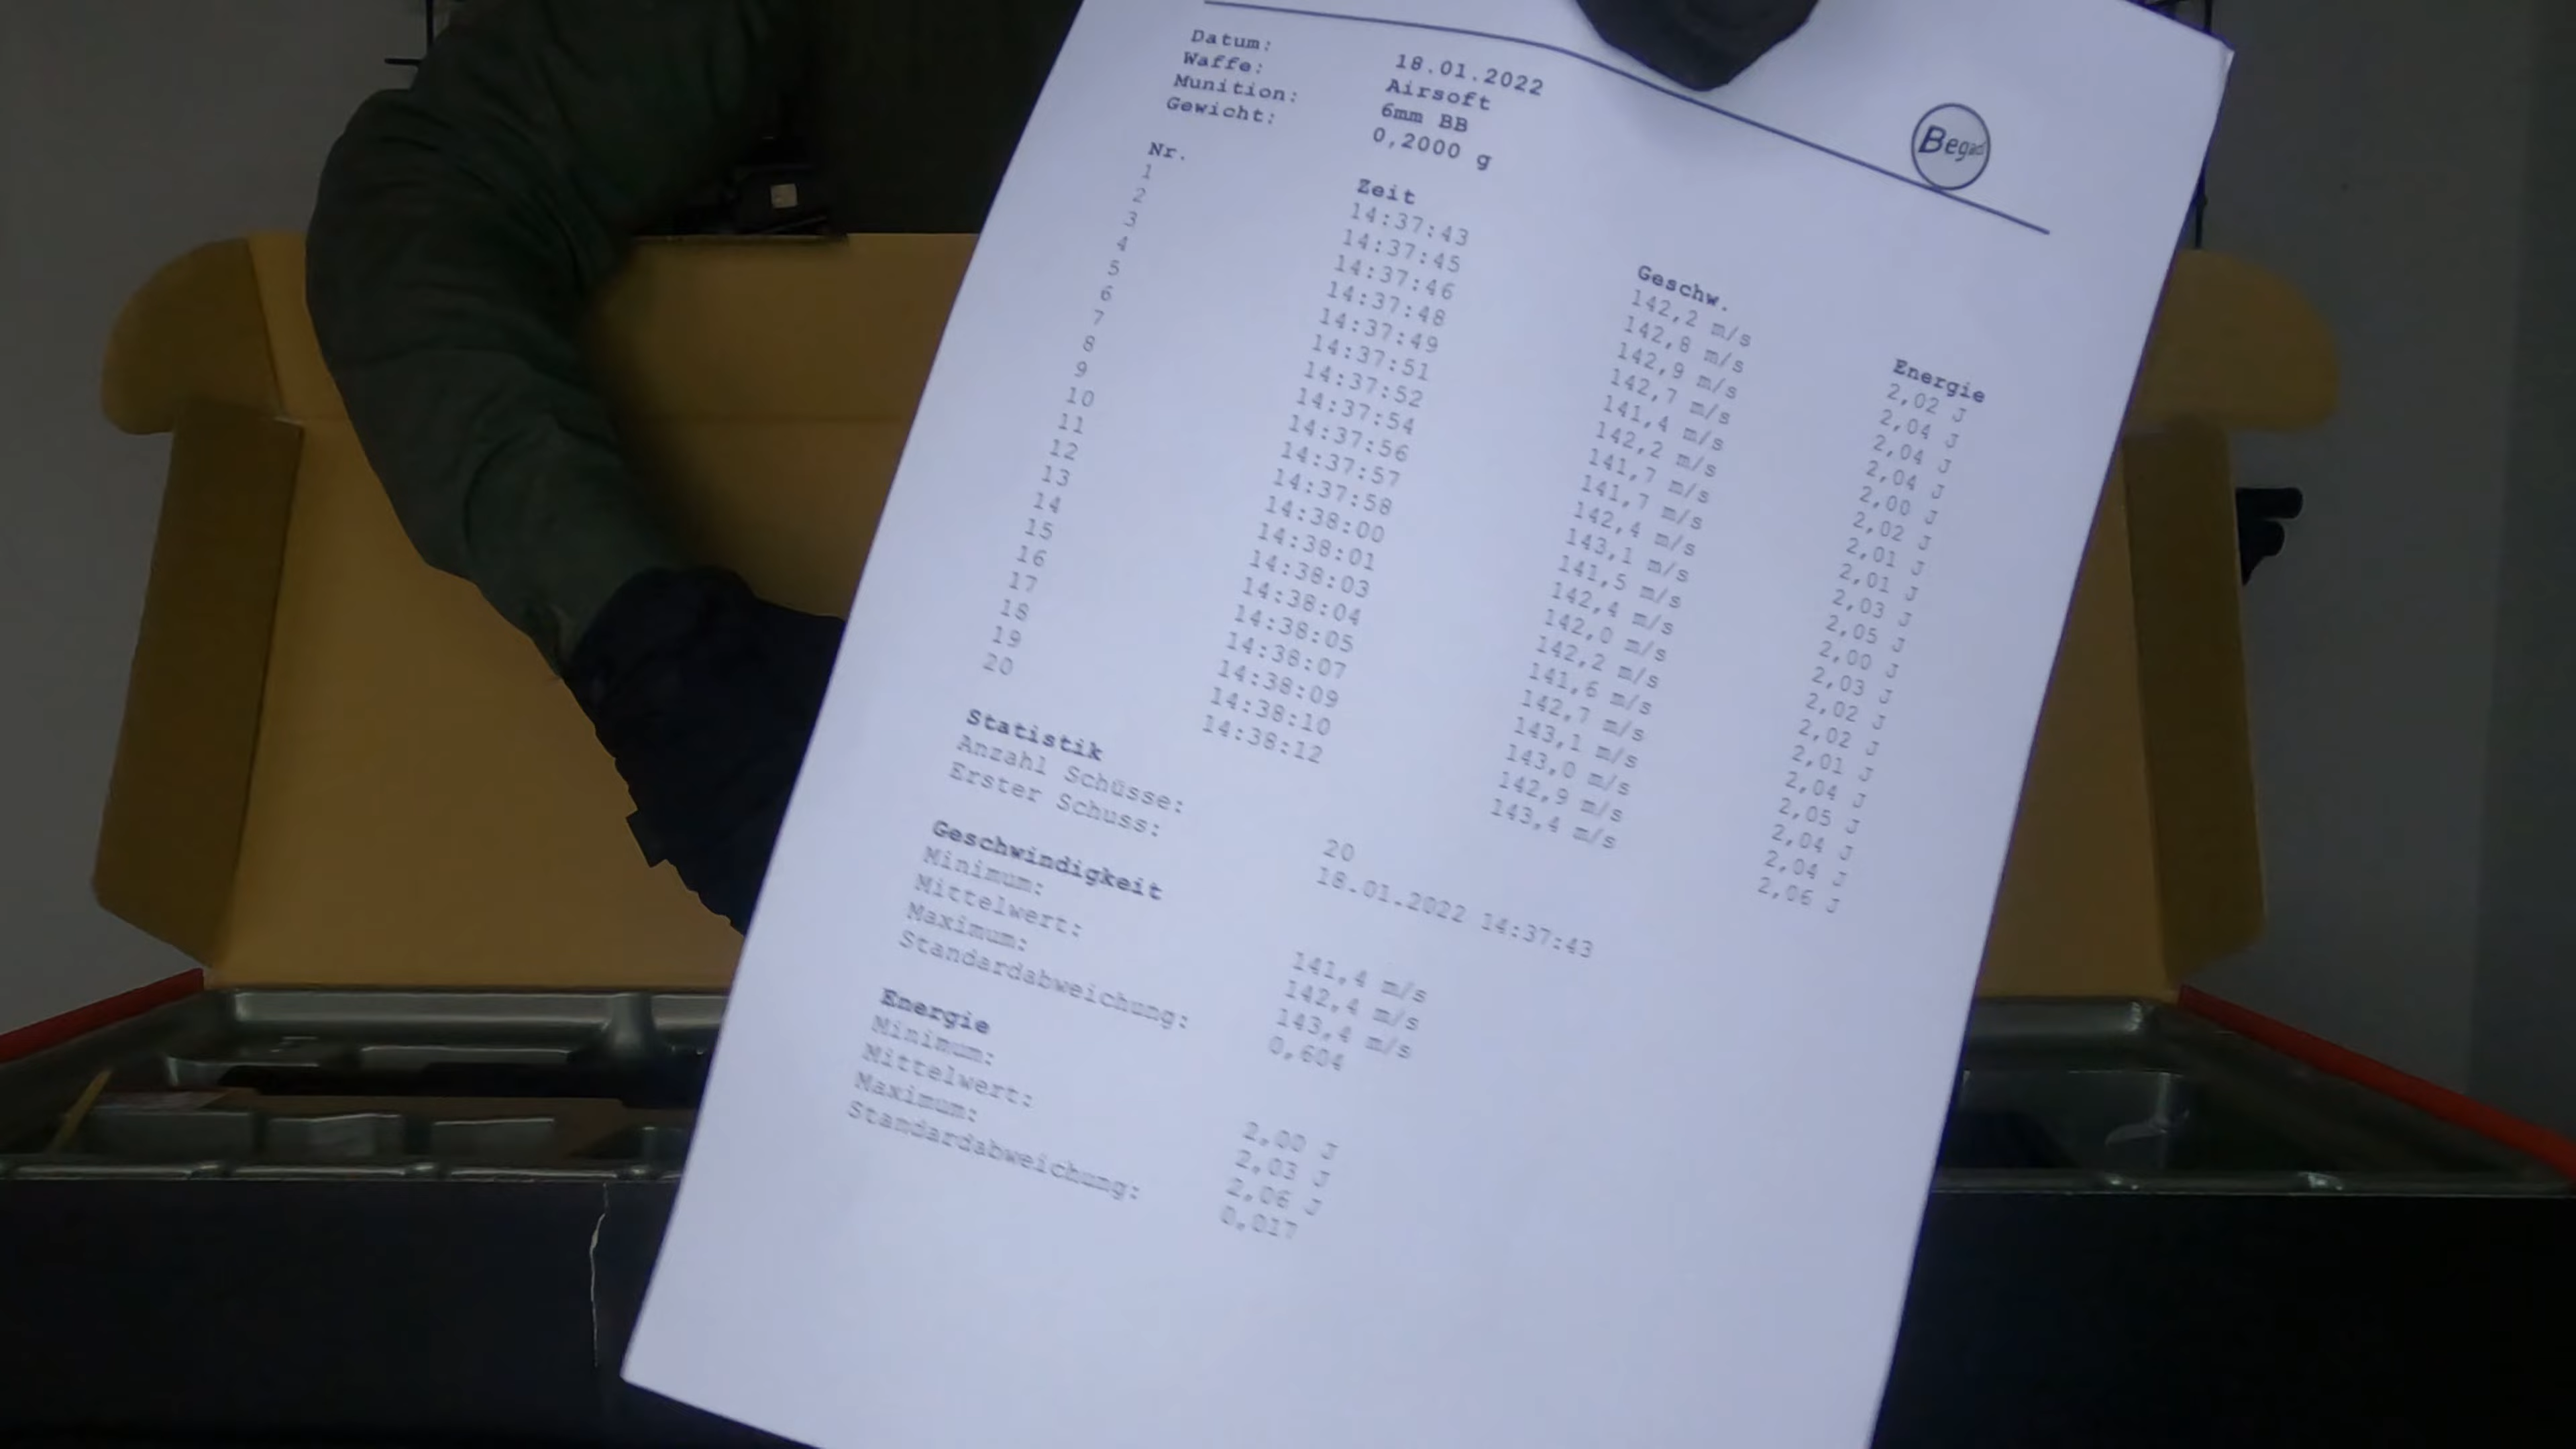 Datum: 18.01.2022
Waffe: Airsoft
Munition: 6mm BB
Gewicht: 0,2000 g
Begadi
Nr. Zeit Geschw. Energie
1 14:37:43 142,2 m/s 2,02 J
2 14:37:45 142,8 m/s 2,04 J
3 14:37:46 142,9 m/s 2,04 J
4 14:37:48 142,7 m/s 2,04 J
5 14:37:49 141,4 m/s 2,00 J
6 14:37:51 142,2 m/s 2,02 J
7 14:37:52 141,7 m/s 2,01 J
8 14:37:54 141,7 m/s 2,01 J
9 14:37:56 142,4 m/s 2,03 J
10 14:37:57 143,1 m/s 2,05 J
11 14:37:58 141,5 m/s 2,00 J
12 14:38:00 142,4 m/s 2,03 J
13 14:38:01 142,0 m/s 2,02 J
14 14:38:03 142,2 m/s 2,02 J
15 14:38:04 141,6 m/s 2,01 J
16 14:38:05 142,7 m/s 2,04 J
17 14:38:07 143,1 m/s 2,05 J
18 14:38:09 143,0 m/s 2,04 J
19 14:38:10 142,9 m/s 2,04 J
20 14:38:12 143,4 m/s 2,06 J
Statistik
Anzahl Schüsse: 20
Erster Schuss: 18.01.2022 14:37:43
Geschwindigkeit
Minimum: 141,4 m/s
Mittelwert: 142,4 m/s
Maximum: 143,4 m/s
Standardabweichung: 0,604
Energie
Minimum: 2,00 J
Mittelwert: 2,03 J
Maximum: 2,06 J
Standardabweichung: 0,017